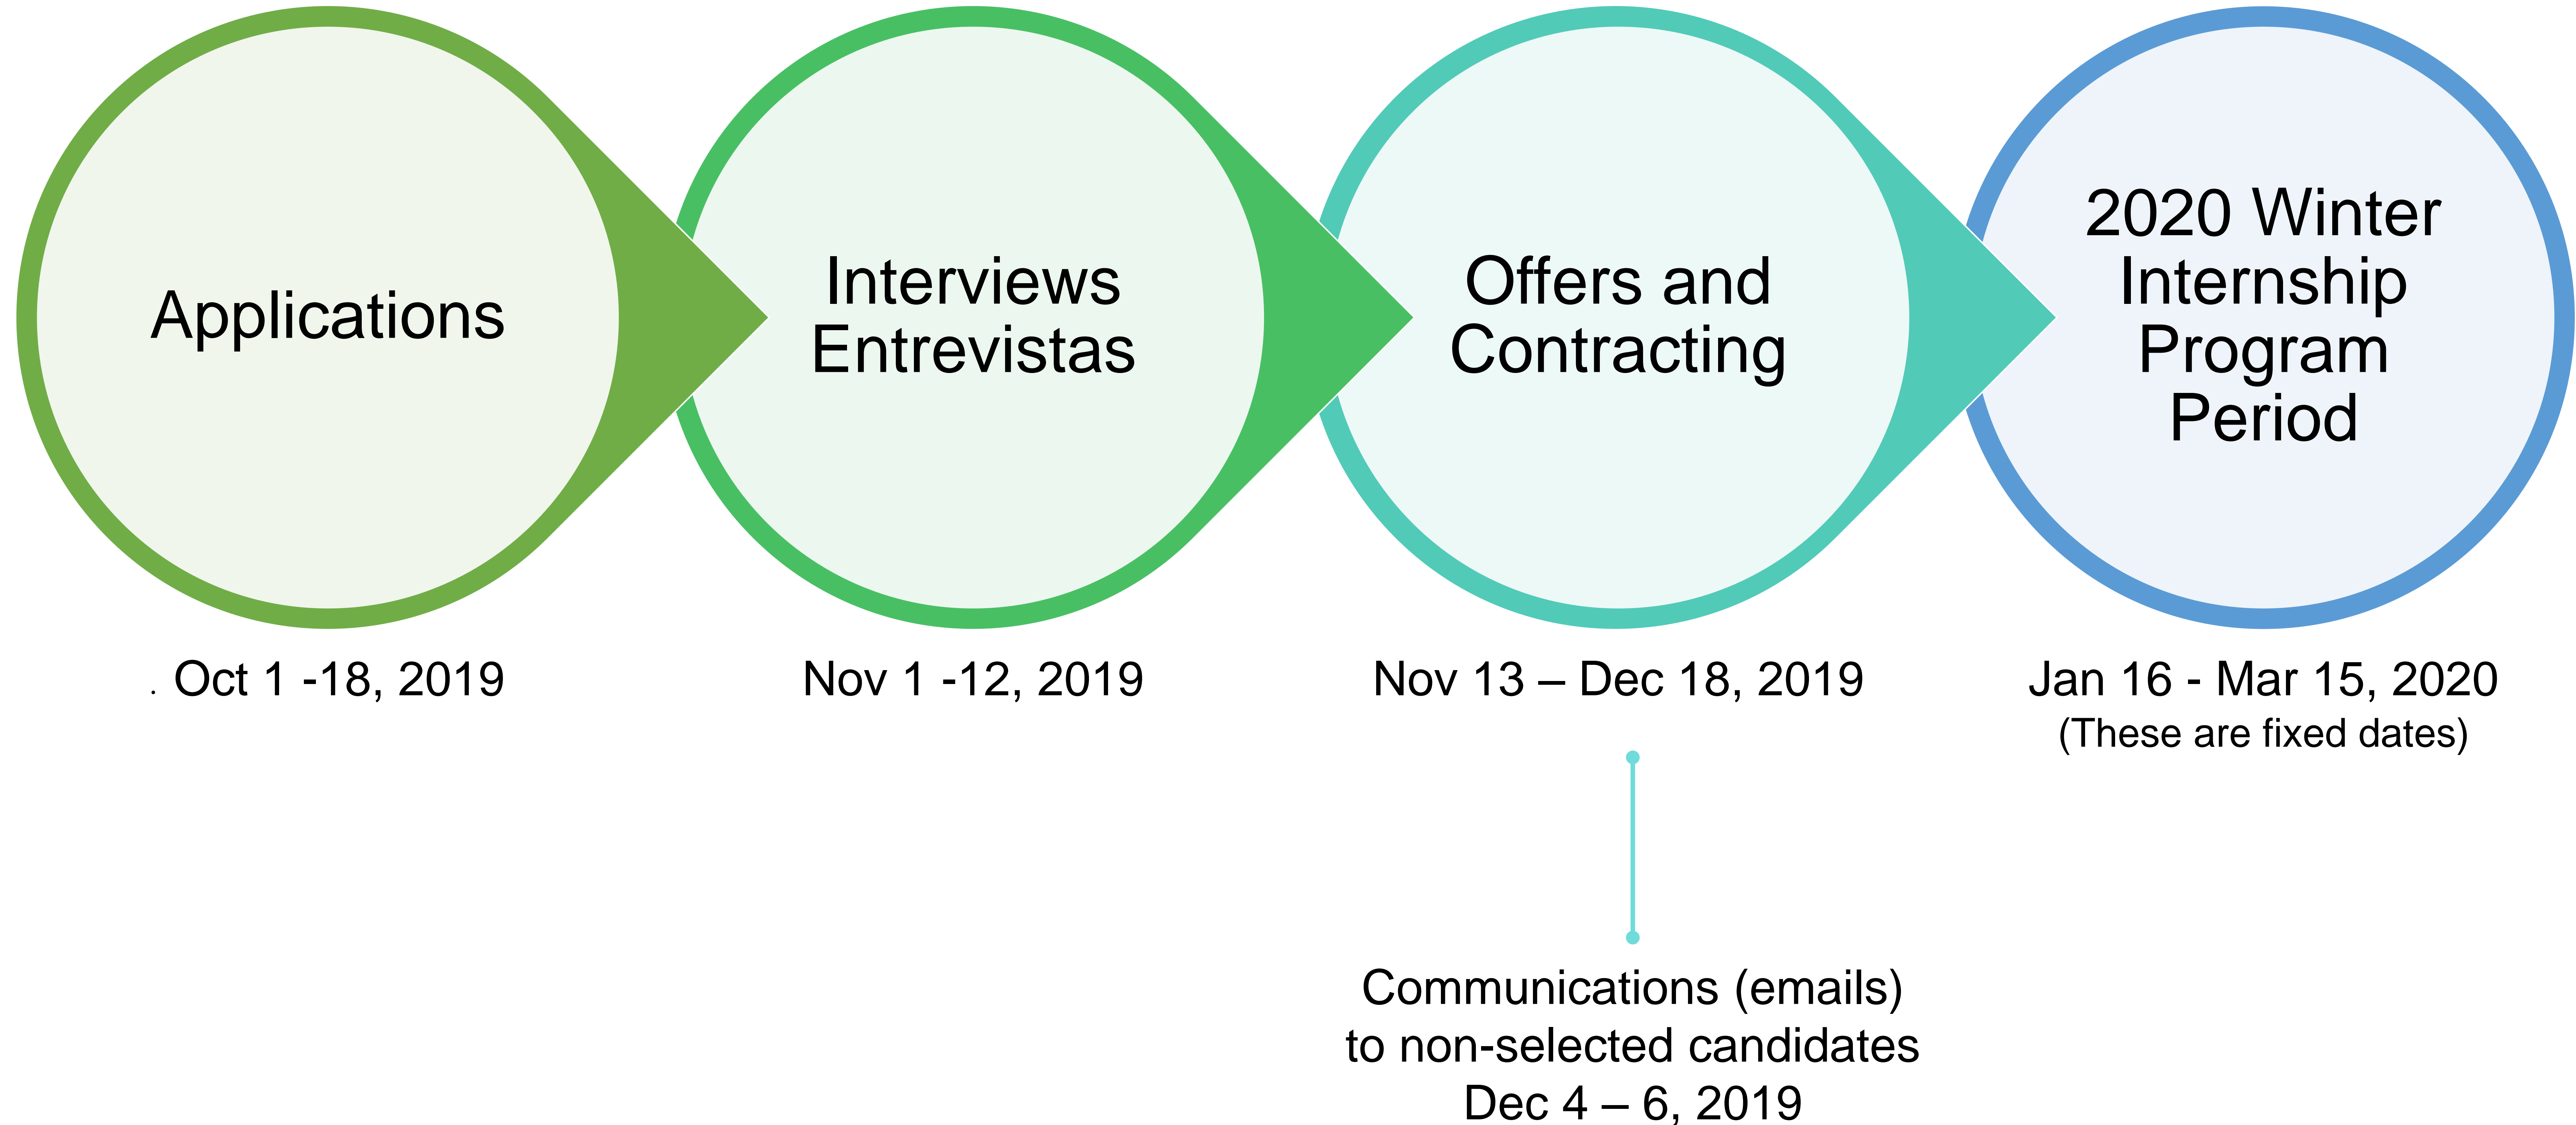 Applications
Interviews
Entrevistas
Offers and
Contracting
2020 Winter
Internship
Program
Period
. Oct 1 -18, 2019
Nov 1 -12, 2019
Nov 13 – Dec 18, 2019
Jan 16 - Mar 15, 2020
(These are fixed dates)
Communications (emails)
to non-selected candidates
Dec 4 – 6, 2019